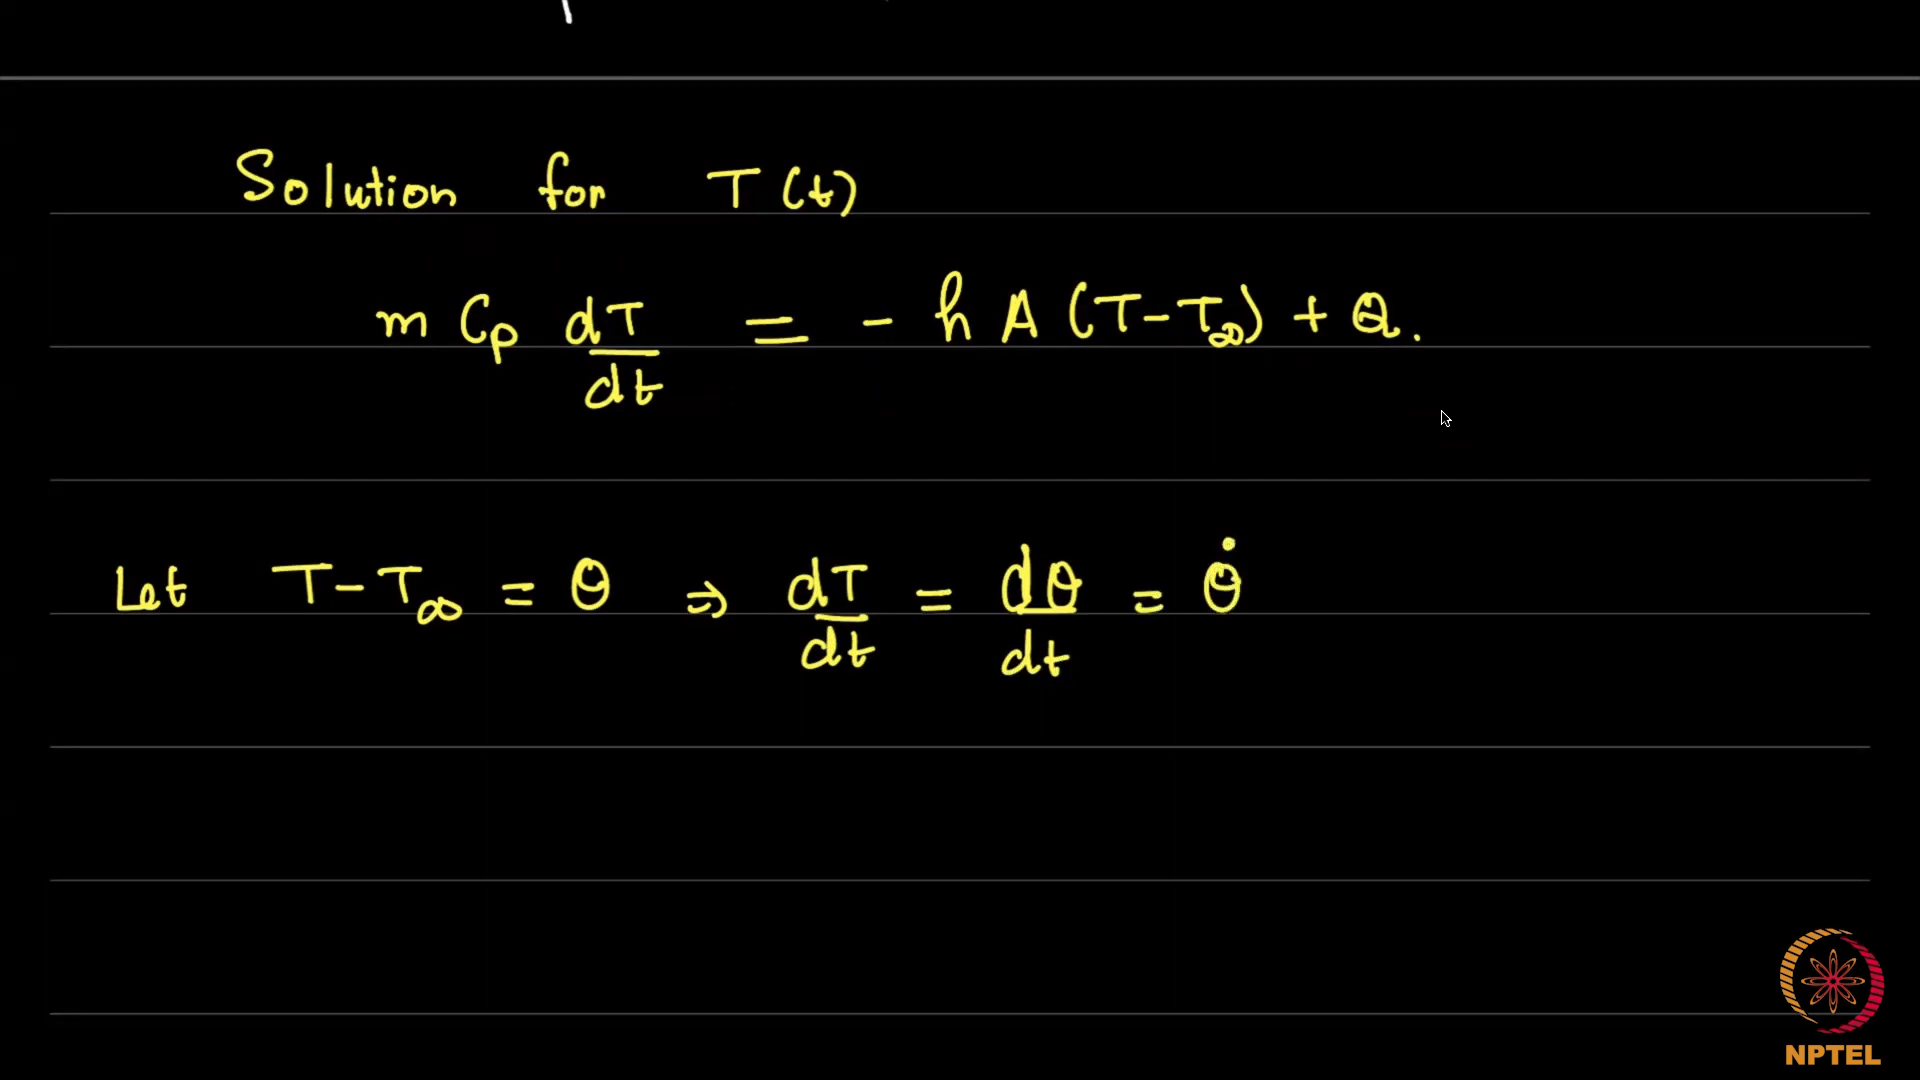 Solution for T(t)
m Cp dT/dt = - h A (T-T∞) + Q.
Let T-T∞ = θ ⇒ dT/dt = dθ/dt = θ̇
NPTEL